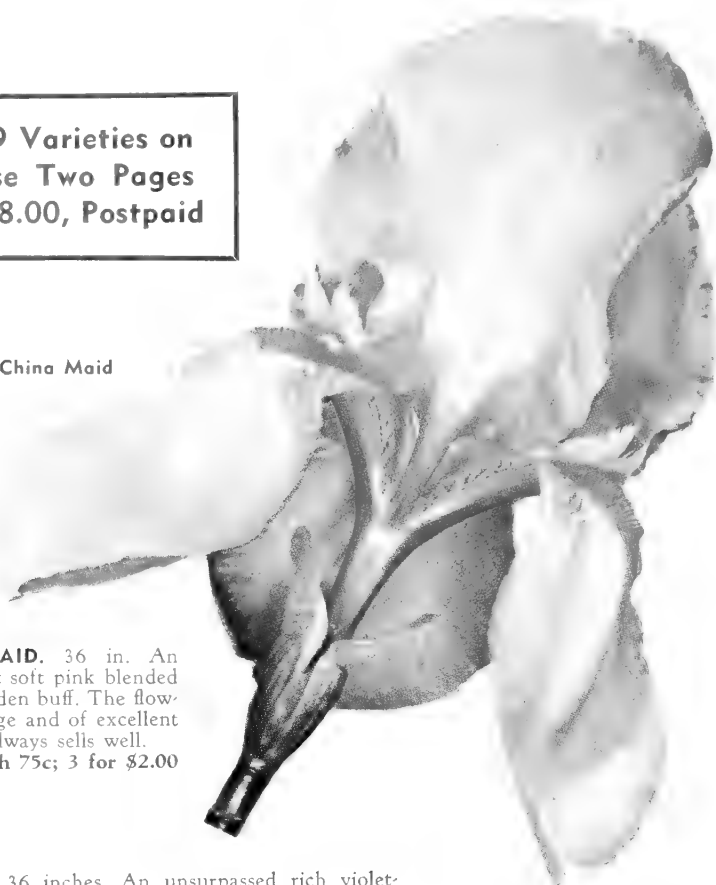 9 Varieties on
se Two Pages
8.00, Postpaid
China Maid
AID. 36 in. An
soft pink blended
den buff. The flow-
ge and of excellent
lways sells well.
h 75c; 3 for $2.00
36 inches. An unsurpassed rich violet-